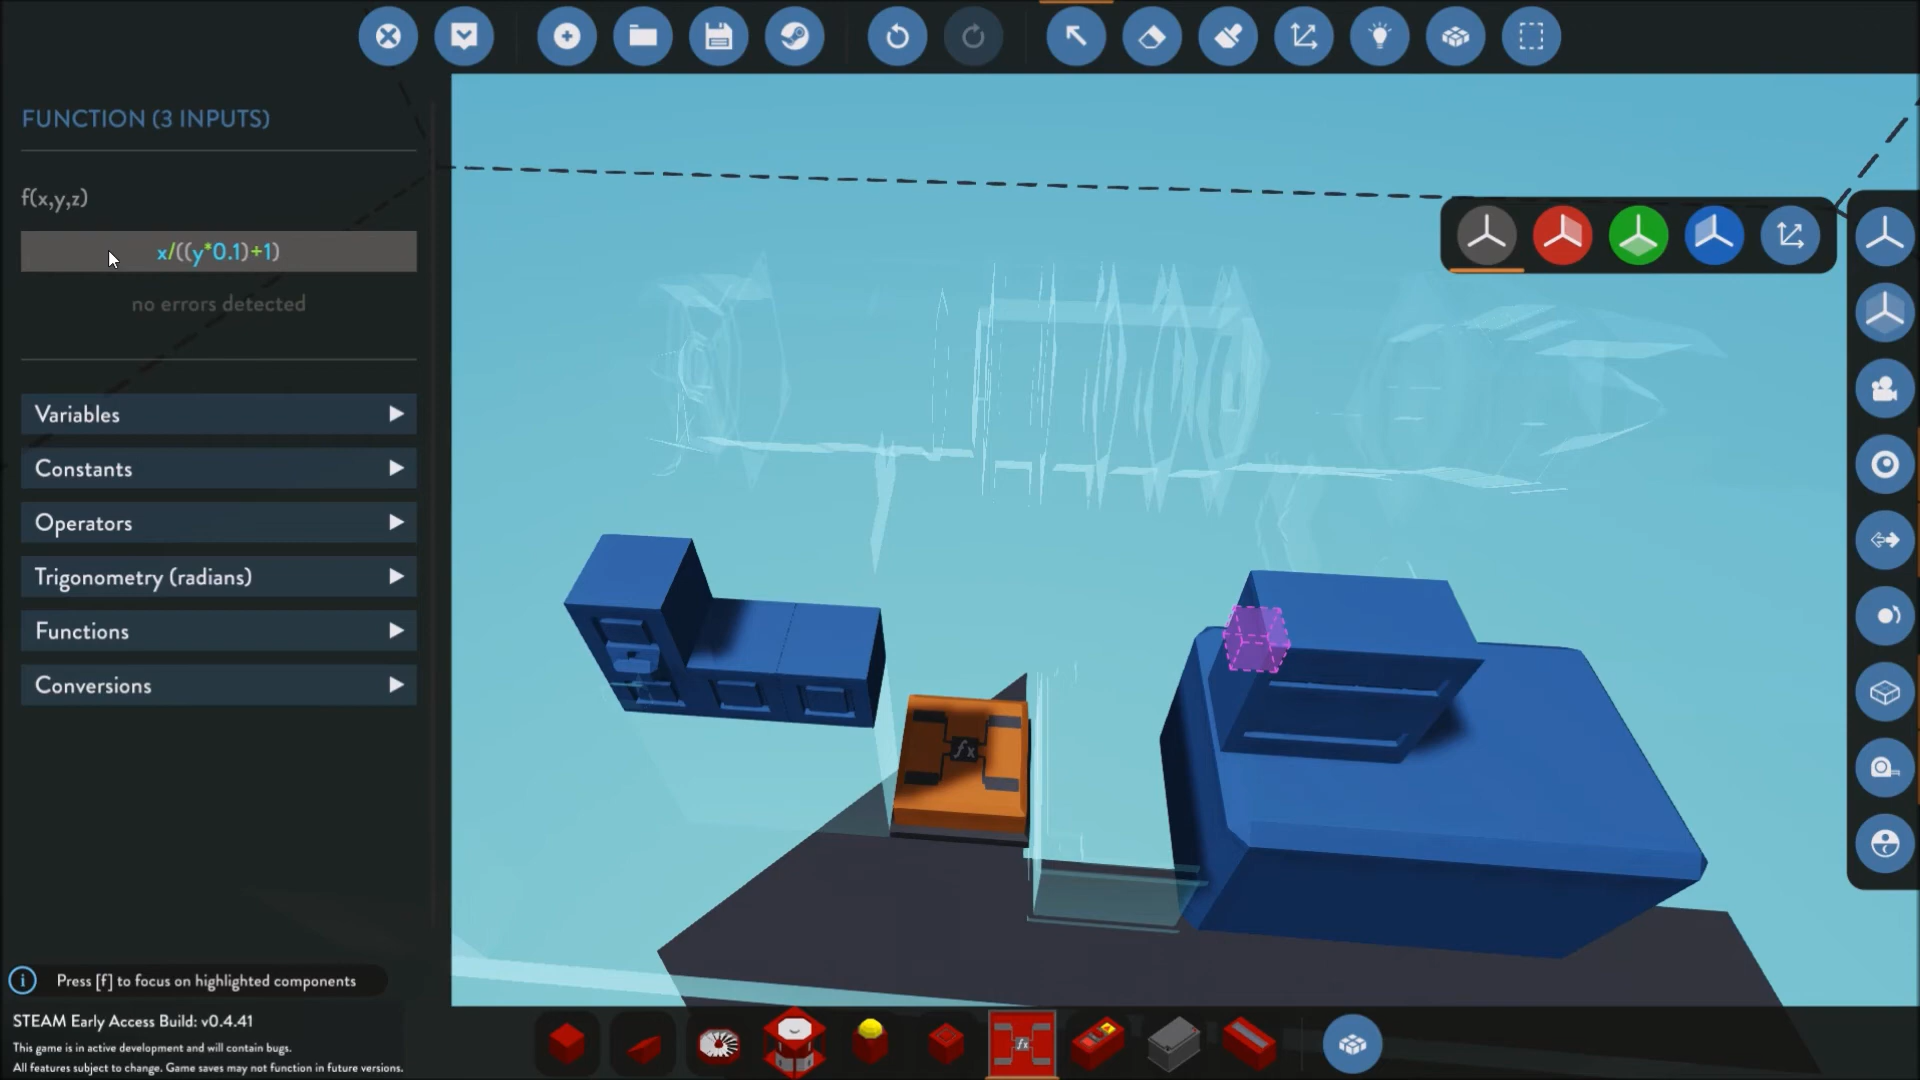 FUNCTION (3 INPUTS)
f(x,y,z)
x/((y*0.1)+1)
no errors detected
Variables
Constants
Operators
Trigonometry (radians)
Functions
Conversions
fx
Press [f] to focus on highlighted components
STEAM Early Access Build: v0.4.41
This game is in active development and will contain bugs.
All features subject to change. Game saves may not function in future versions.
fx